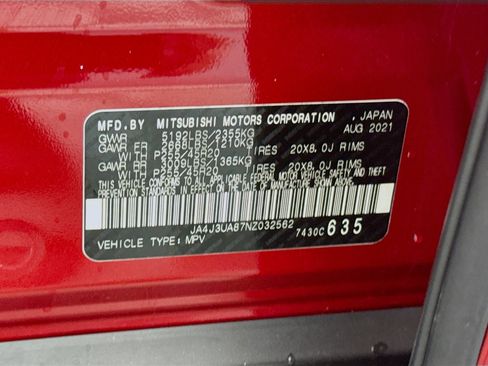 MFD.BY MITSUBISHI MOTORS CORPORATION , JAPAN
GVWR 5192LBS/2355KG AUG 2021
GAWR FR 2668LBS/1210KG
WITH P255/45R20 TIRES 20X8.0J RIMS
GAWR RR 3009LBS/1365KG
WITH P255/45R20 TIRES 20X8.0J RIMS
THIS VEHICLE CONFORMS TO ALL APPLICABLE FEDERAL MOTOR VEHICLE SAFETY AND THEFT
PREVENTION STANDARDS IN EFFECT ON THE DATE OF MANUFACTURE SHOWN ABOVE.
JA4J3UA87NZ032562
VEHICLE TYPE: MPV 7430C 635